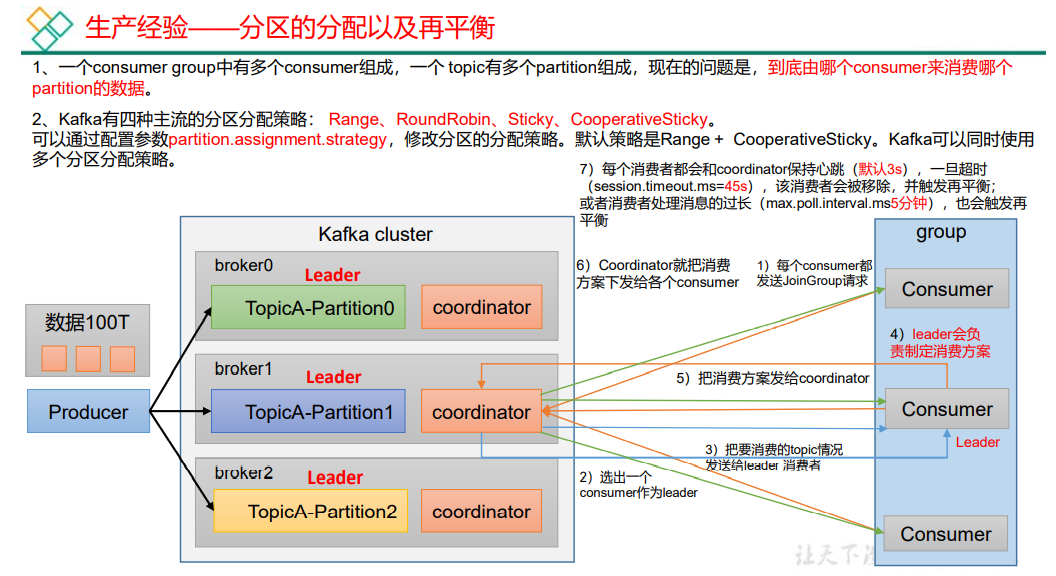 生产经验——分区的分配以及再平衡
1、一个consumer group中有多个consumer组成，一个 topic有多个partition组成，现在的问题是，到底由哪个consumer来消费哪个
partition的数据。
2、Kafka有四种主流的分区分配策略： Range、RoundRobin、Sticky、CooperativeSticky。
可以通过配置参数partition.assignment.strategy，修改分区的分配策略。默认策略是Range + CooperativeSticky。Kafka可以同时使用
多个分区分配策略。
7）每个消费者都会和coordinator保持心跳（默认3s），一旦超时
（session.timeout.ms=45s），该消费者会被移除，并触发再平衡；
或者消费者处理消息的过长（max.poll.interval.ms5分钟），也会触发再
平衡
Kafka cluster
group
broker0
Leader
TopicA-Partition0
coordinator
6）Coordinator就把消费
方案下发给各个consumer
1）每个consumer都
发送JoinGroup请求
Consumer
数据100T
4）leader会负
责制定消费方案
broker1
Leader
5）把消费方案发给coordinator
Producer
TopicA-Partition1
coordinator
Consumer
Leader
3）把要消费的topic情况
发送给leader 消费者
broker2
Leader
2）选出一个
consumer作为leader
TopicA-Partition2
coordinator
Consumer
让天下